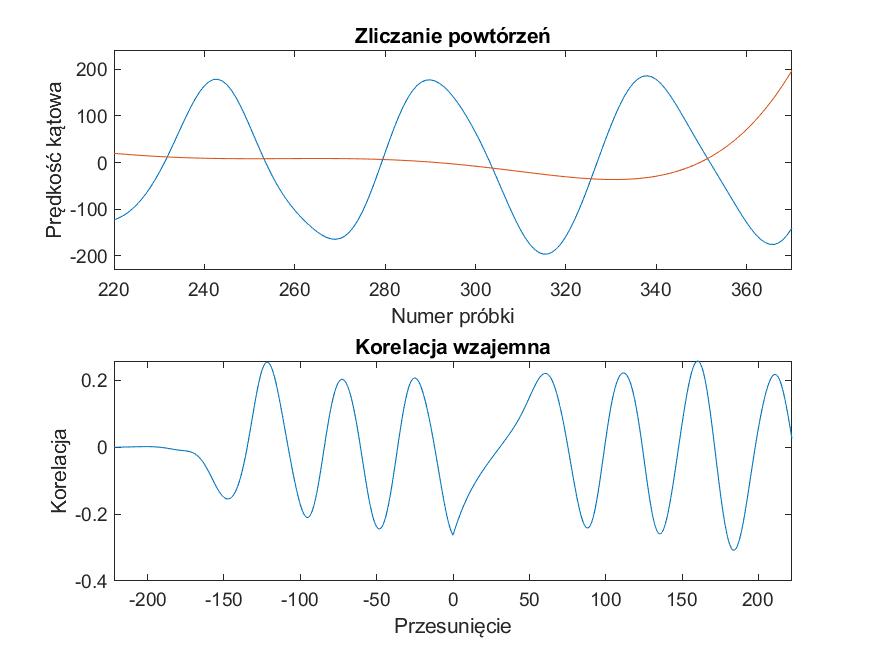 Zliczanie powtórzeń
Prędkość kątowa
200
100
0
-100
-200
220 240 260 280 300 320 340 360
Numer próbki
Korelacja wzajemna
Korelacja
0.2
0
-0.2
-0.4
-200 -150 -100 -50 0 50 100 150 200
Przesunięcie